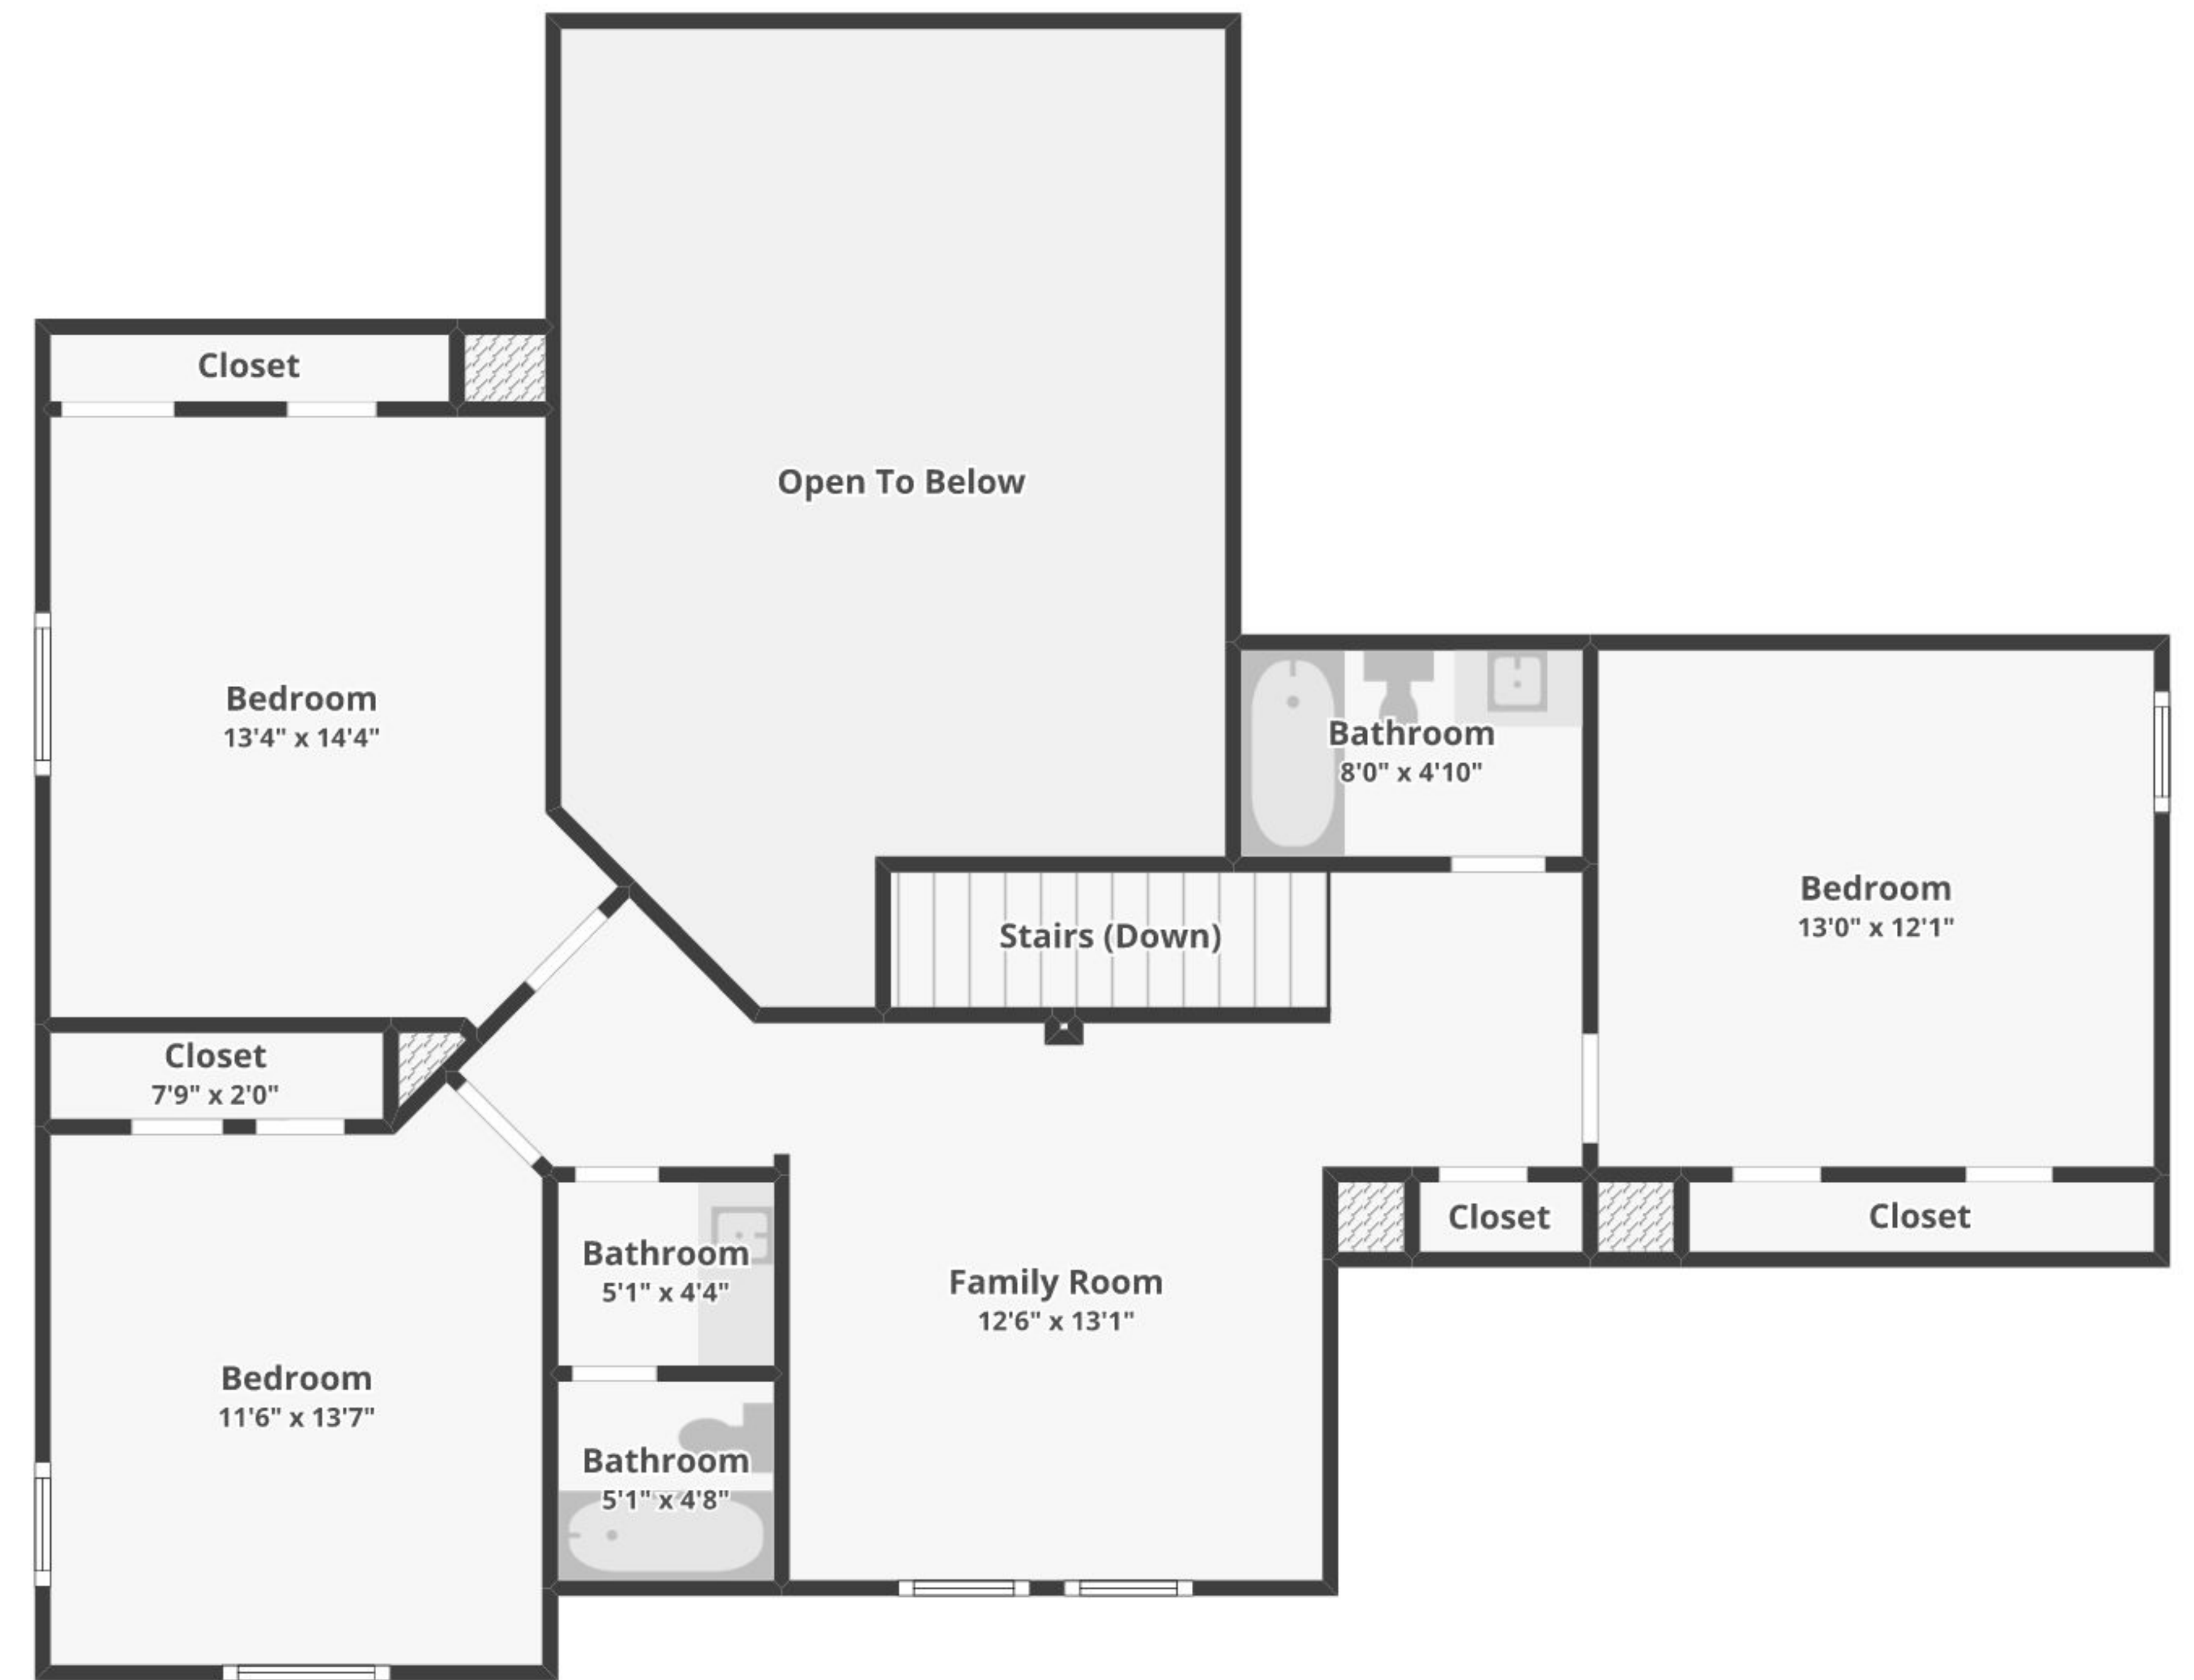 Closet
Open To Below
Bedroom
13'4" x 14'4"
Bathroom
8'0" x 4'10"
Bedroom
13'0" x 12'1"
Stairs (Down)
Closet
7'9" x 2'0"
Closet
Closet
Bathroom
5'1" x 4'4"
Family Room
12'6" x 13'1"
Bedroom
11'6" x 13'7"
Bathroom
5'1" x 4'8"